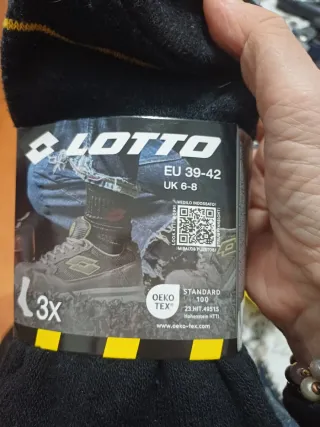 LOTTO
EU 39-42
UK 6-8
3X
OEKO
TEX®
STANDARD
100
www.oeko-tex.com